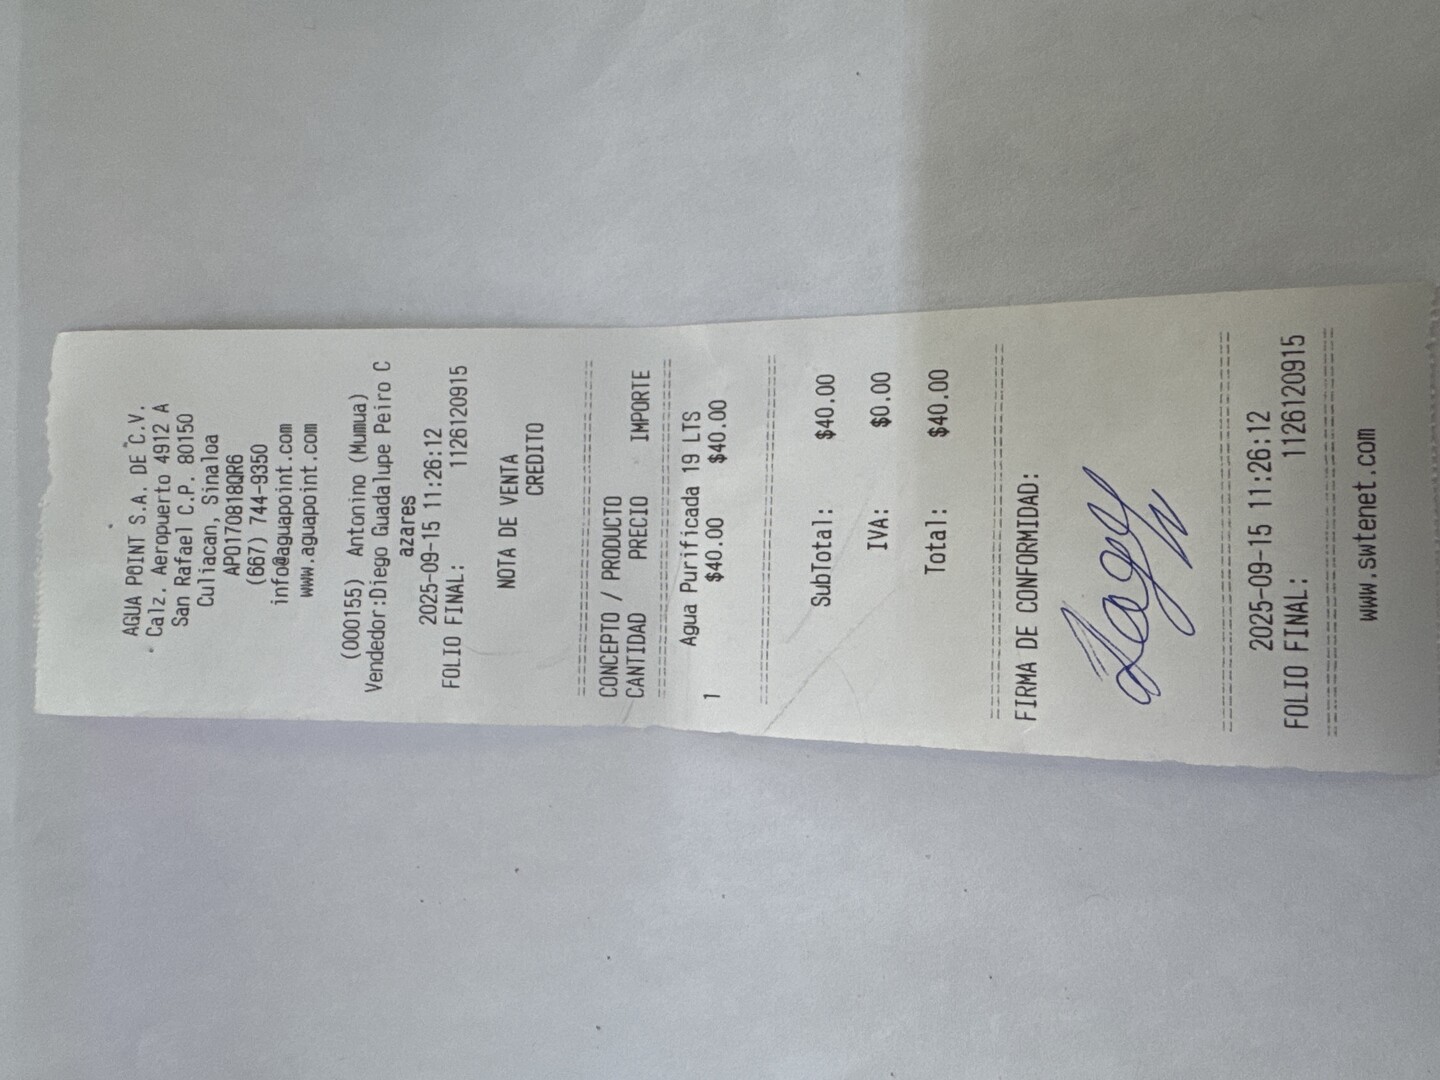 AGUA POINT S.A. DE C.V.
Calz. Aeropuerto 4912 A
San Rafael C.P. 80150
Culiacan, Sinaloa
APO170818QR6
(667) 744-9350
info@aguapoint.com
www.aguapoint.com
(000155) Antonino (Mumua)
Vendedor:Diego Guadalupe Peiro C
azares
2025-09-15 11:26:12
FOLIO FINAL: 1126120915
NOTA DE VENTA
CREDITO
CONCEPTO / PRODUCTO
CANTIDAD PRECIO IMPORTE
Agua Purificada 19 LTS
1 $40.00 $40.00
SubTotal: $40.00
IVA: $0.00
Total: $40.00
FIRMA DE CONFORMIDAD:
2025-09-15 11:26:12
FOLIO FINAL: 1126120915
www.swtenet.com